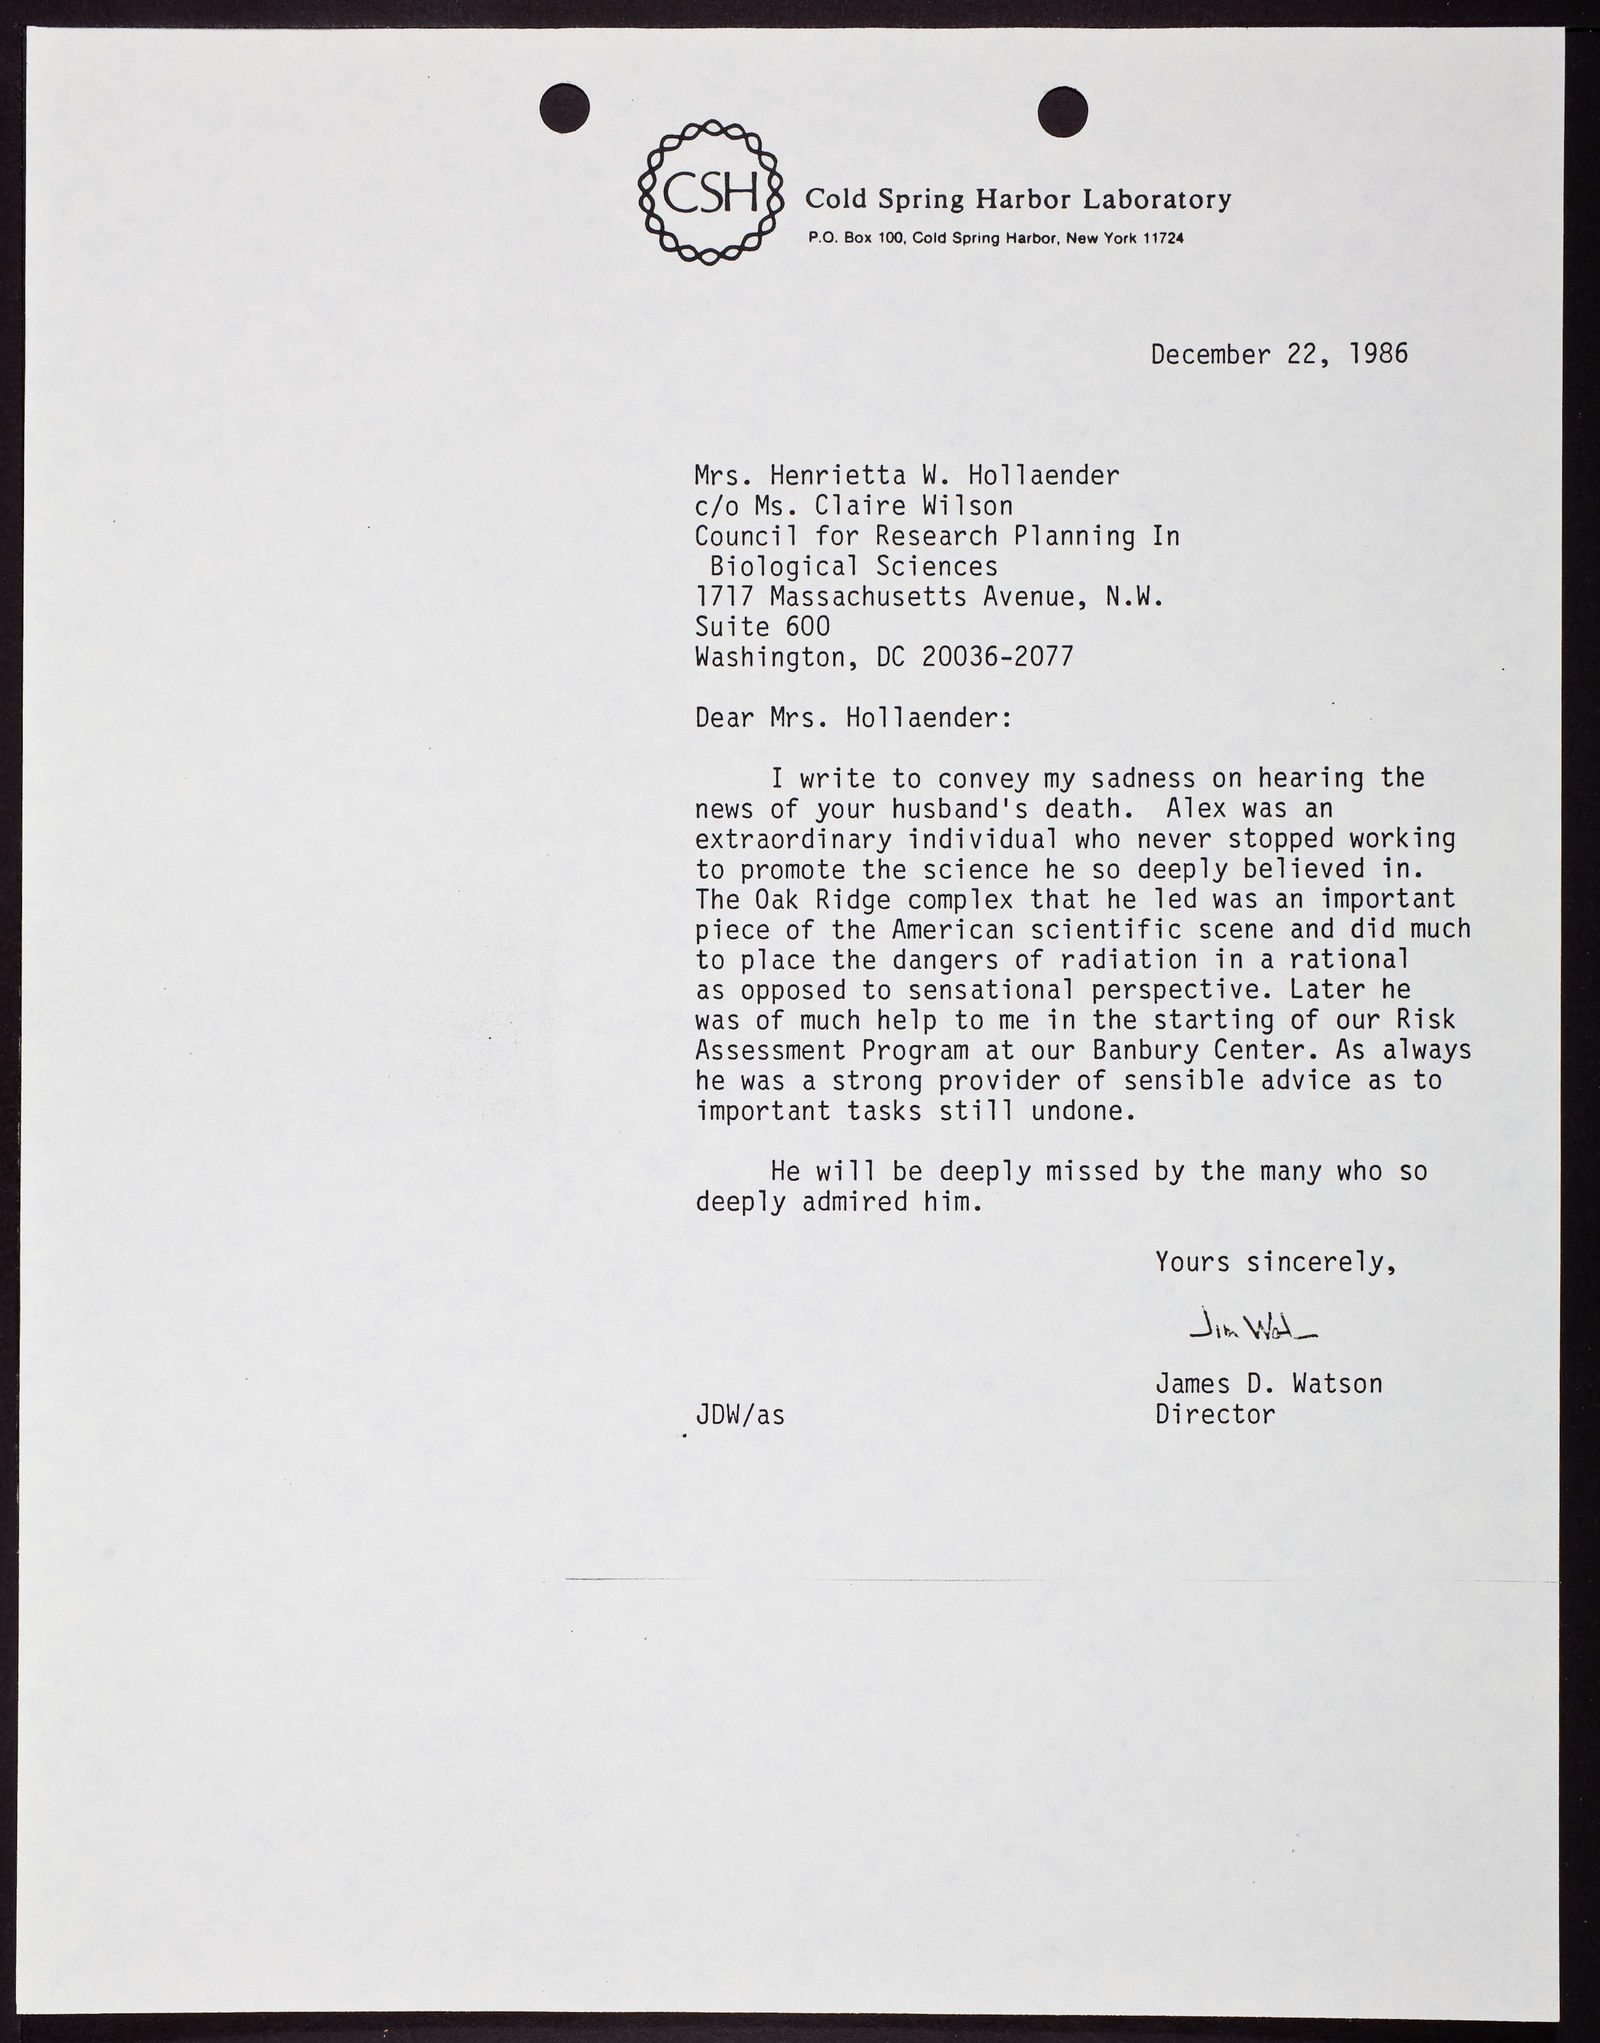 CSH
Cold Spring Harbor Laboratory
P.O. Box 100, Cold Spring Harbor, New York 11724
December 22, 1986
Mrs. Henrietta W. Hollaender
c/o Ms. Claire Wilson
Council for Research Planning In
Biological Sciences
1717 Massachusetts Avenue, N.W.
Suite 600
Washington, DC 20036-2077
Dear Mrs. Hollaender:
I write to convey my sadness on hearing the
news of your husband's death. Alex was an
extraordinary individual who never stopped working
to promote the science he so deeply believed in.
The Oak Ridge complex that he led was an important
piece of the American scientific scene and did much
to place the dangers of radiation in a rational
as opposed to sensational perspective. Later he
was of much help to me in the starting of our Risk
Assessment Program at our Banbury Center. As always
he was a strong provider of sensible advice as to
important tasks still undone.
He will be deeply missed by the many who so
deeply admired him.
Yours sincerely,
Jim
James D. Watson
JDW/as Director